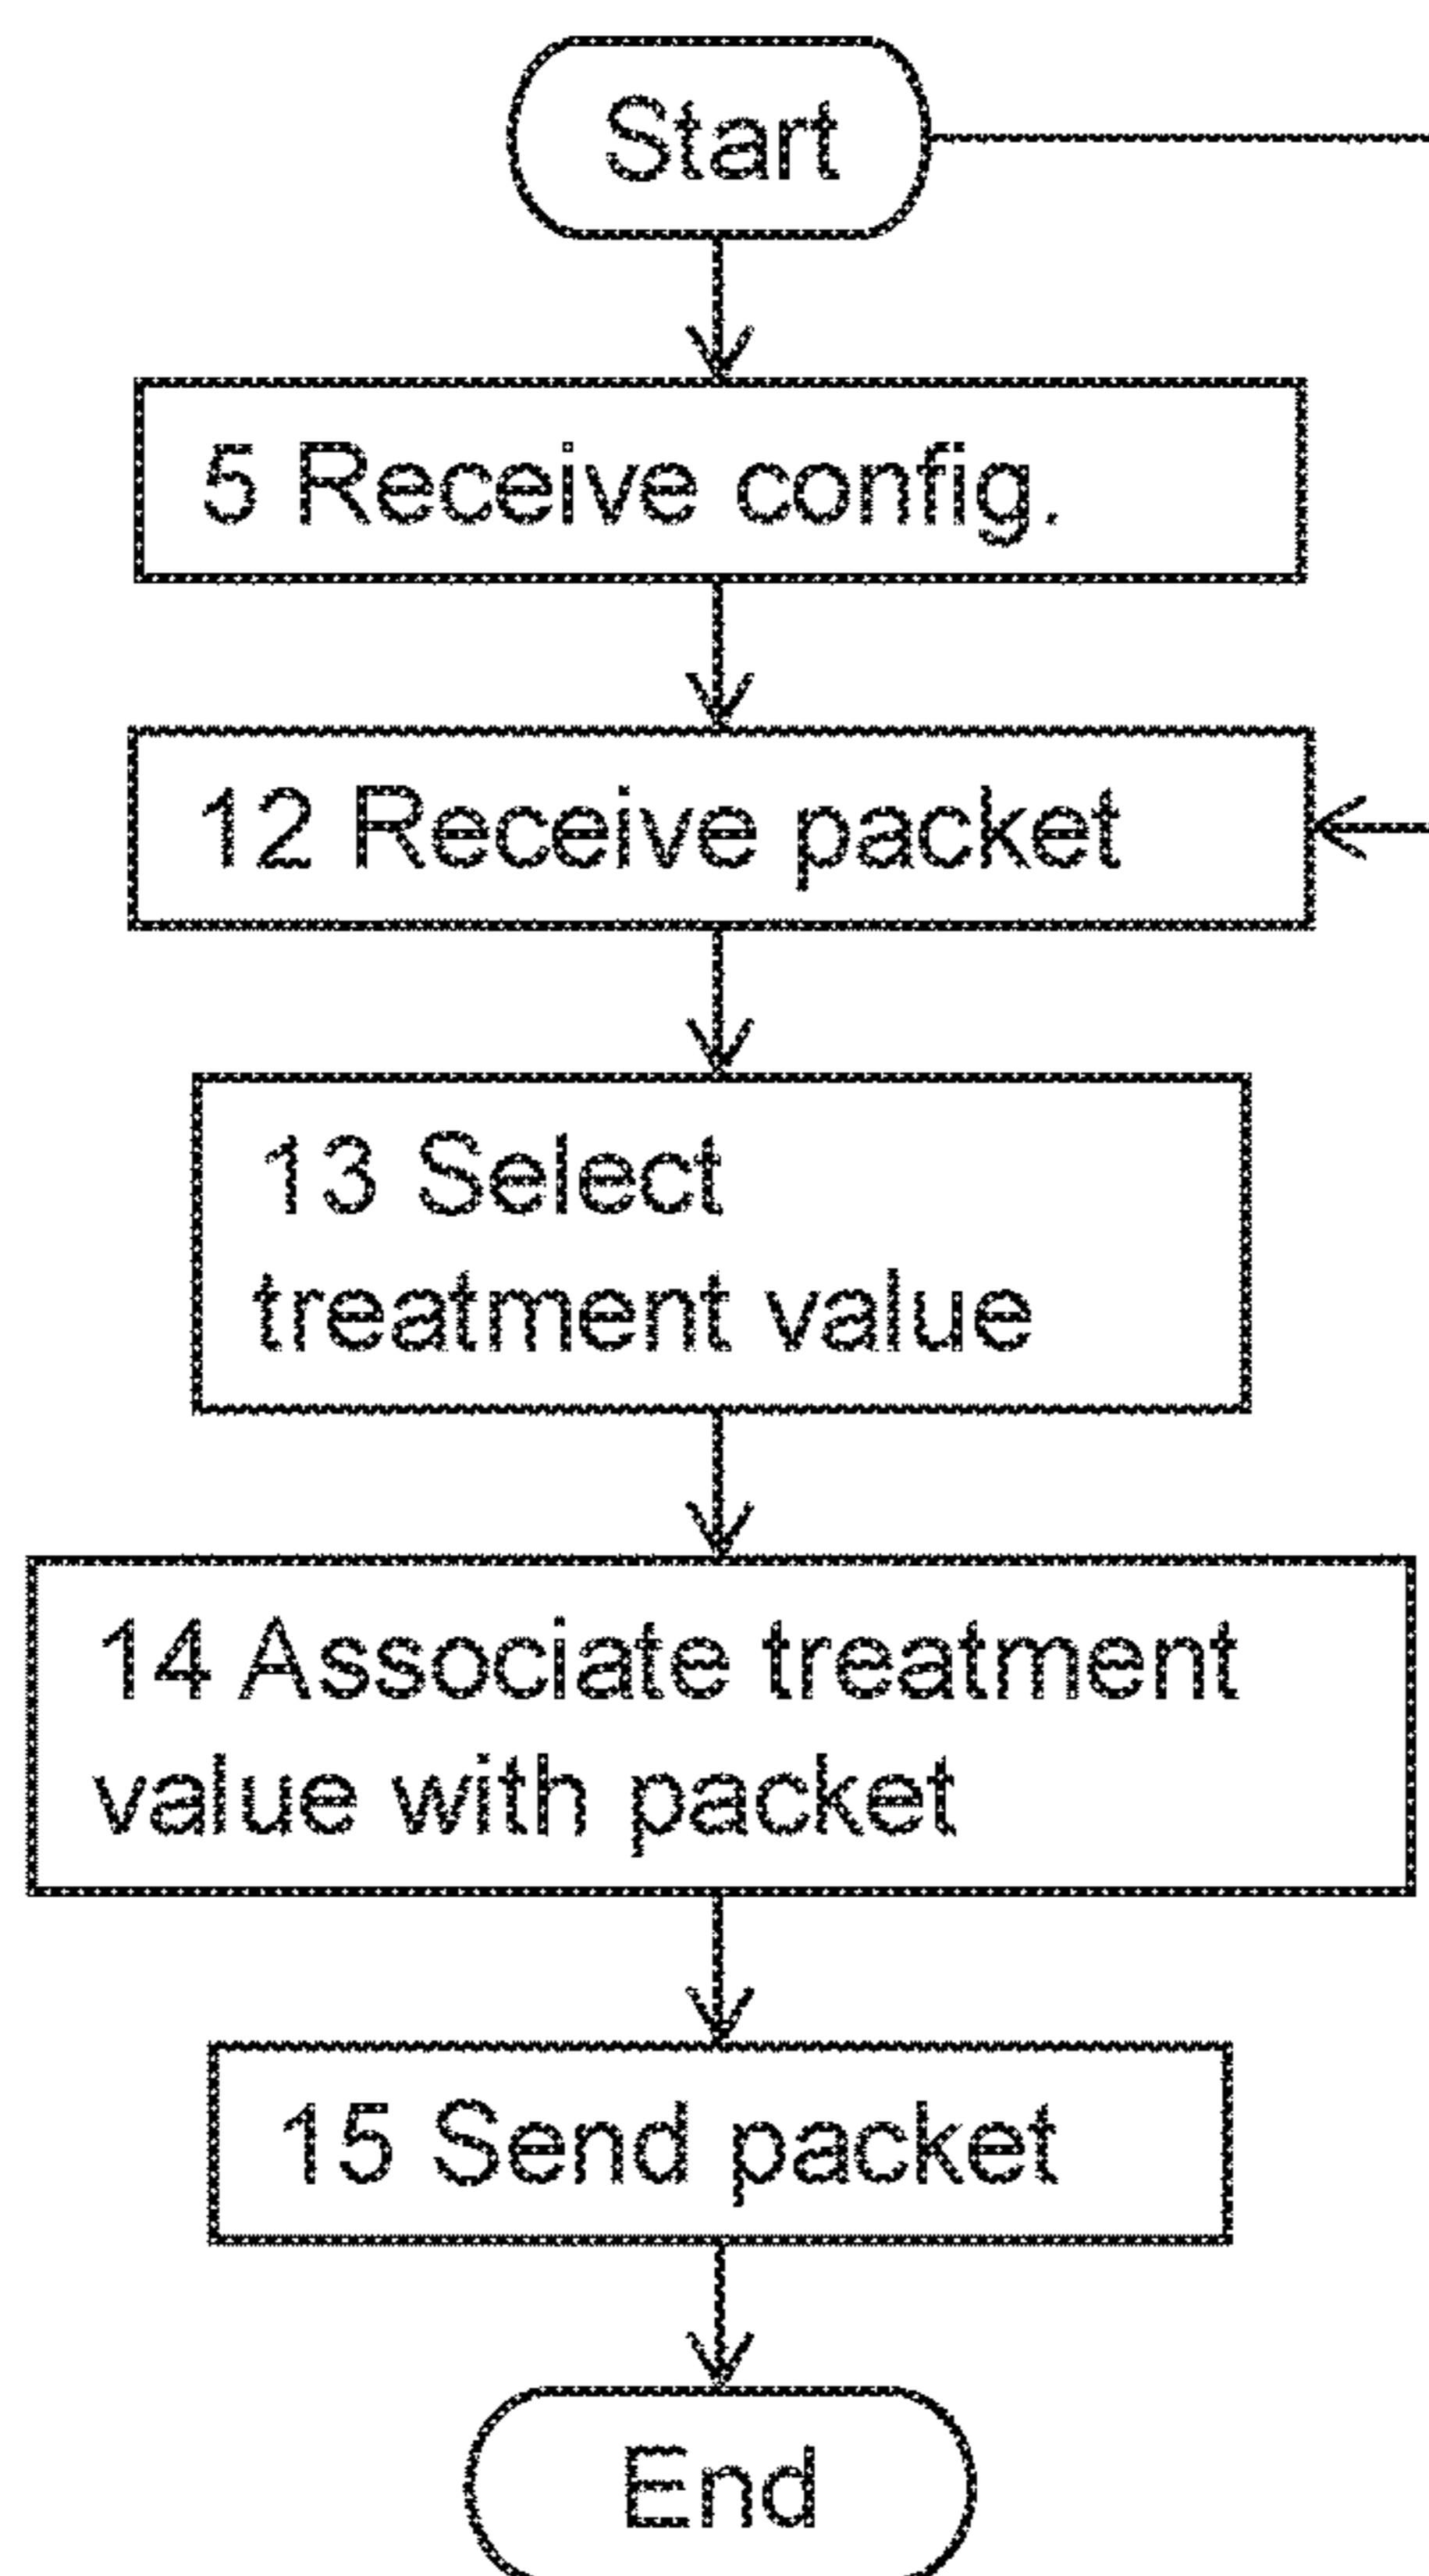 Start
5 Receive config.
12 Receive packet
13 Select
treatment value
14 Associate treatment
value with packet
15 Send packet
End